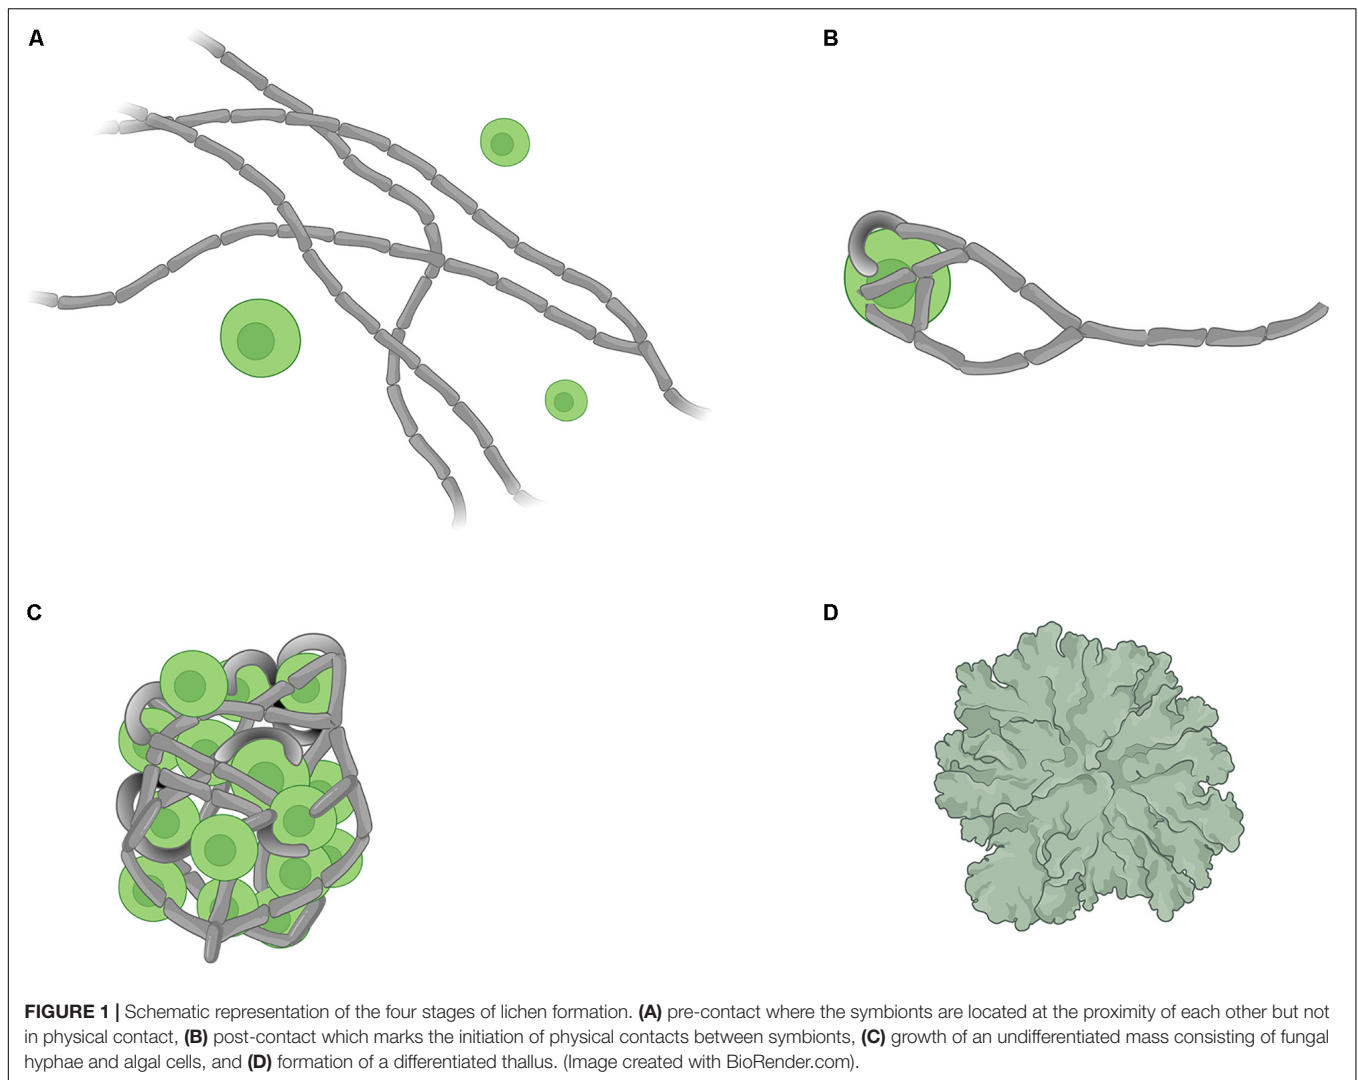 A
B
C
D
FIGURE 1 | Schematic representation of the four stages of lichen formation. (A) pre-contact where the symbionts are located at the proximity of each other but not
in physical contact, (B) post-contact which marks the initiation of physical contacts between symbionts, (C) growth of an undifferentiated mass consisting of fungal
hyphae and algal cells, and (D) formation of a differentiated thallus. (Image created with BioRender.com).